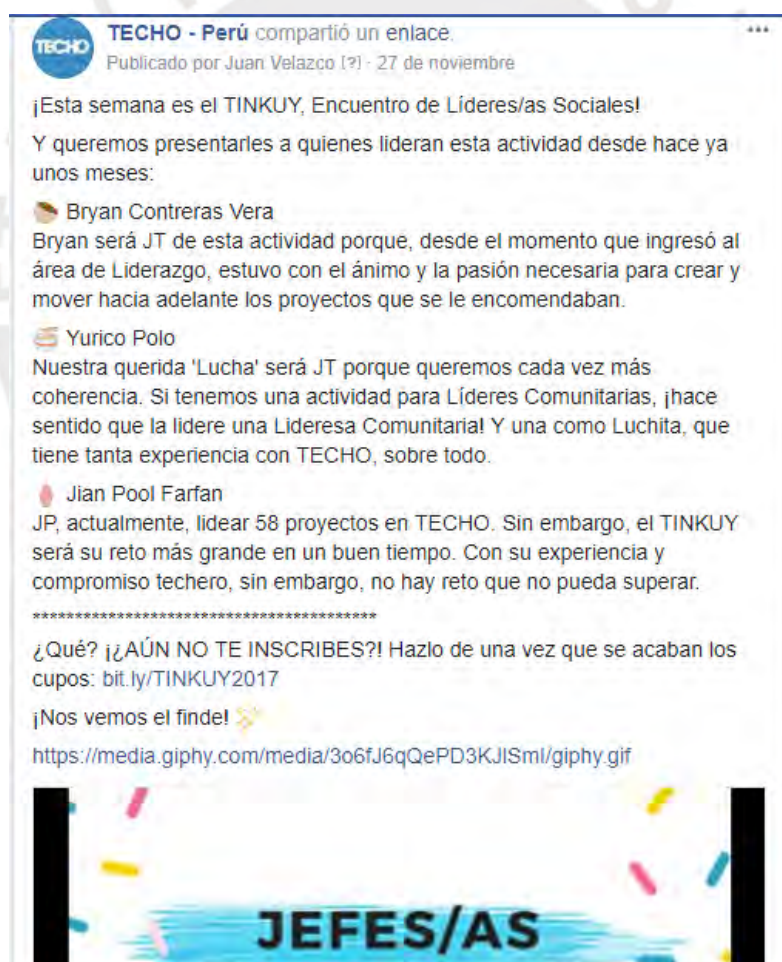 TECHO
TECHO - Perú compartió un enlace.
Publicado por Juan Velazco [?] · 27 de noviembre
¡Esta semana es el TINKUY, Encuentro de Líderes/as Sociales!
Y queremos presentarles a quienes lideran esta actividad desde hace ya
unos meses:
Bryan Contreras Vera
Bryan será JT de esta actividad porque, desde el momento que ingresó al
área de Liderazgo, estuvo con el ánimo y la pasión necesaria para crear y
mover hacia adelante los proyectos que se le encomendaban.
Yurico Polo
Nuestra querida 'Lucha' será JT porque queremos cada vez más
coherencia. Si tenemos una actividad para Líderes Comunitarias, ¡hace
sentido que la lidere una Lideresa Comunitaria! Y una como Luchita, que
tiene tanta experiencia con TECHO, sobre todo.
Jian Pool Farfan
JP, actualmente, lidear 58 proyectos en TECHO. Sin embargo, el TINKUY
será su reto más grande en un buen tiempo. Con su experiencia y
compromiso techero, sin embargo, no hay reto que no pueda superar.
*****************************************
¿Qué? ¡¿AÚN NO TE INSCRIBES?! Hazlo de una vez que se acaban los
cupos: bit.ly/TINKUY2017
¡Nos vemos el finde!
https://media.giphy.com/media/3o6fJ6qQePD3KJlSmI/giphy.gif
JEFES/AS